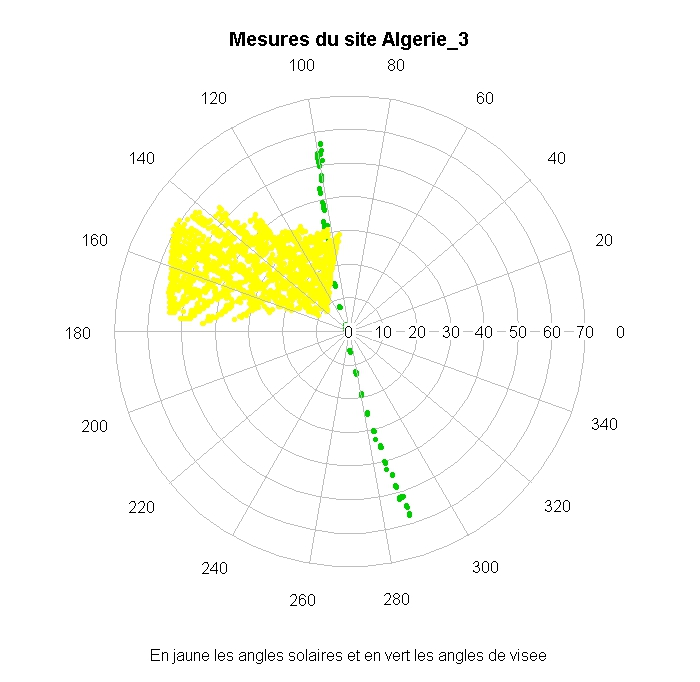 Mesures du site Algerie_3
100 80
120 60
140 40
160 20
180 0 10 20 30 40 50 60 70 0
200 340
220 320
240 300
260 280
En jaune les angles solaires et en vert les angles de visee